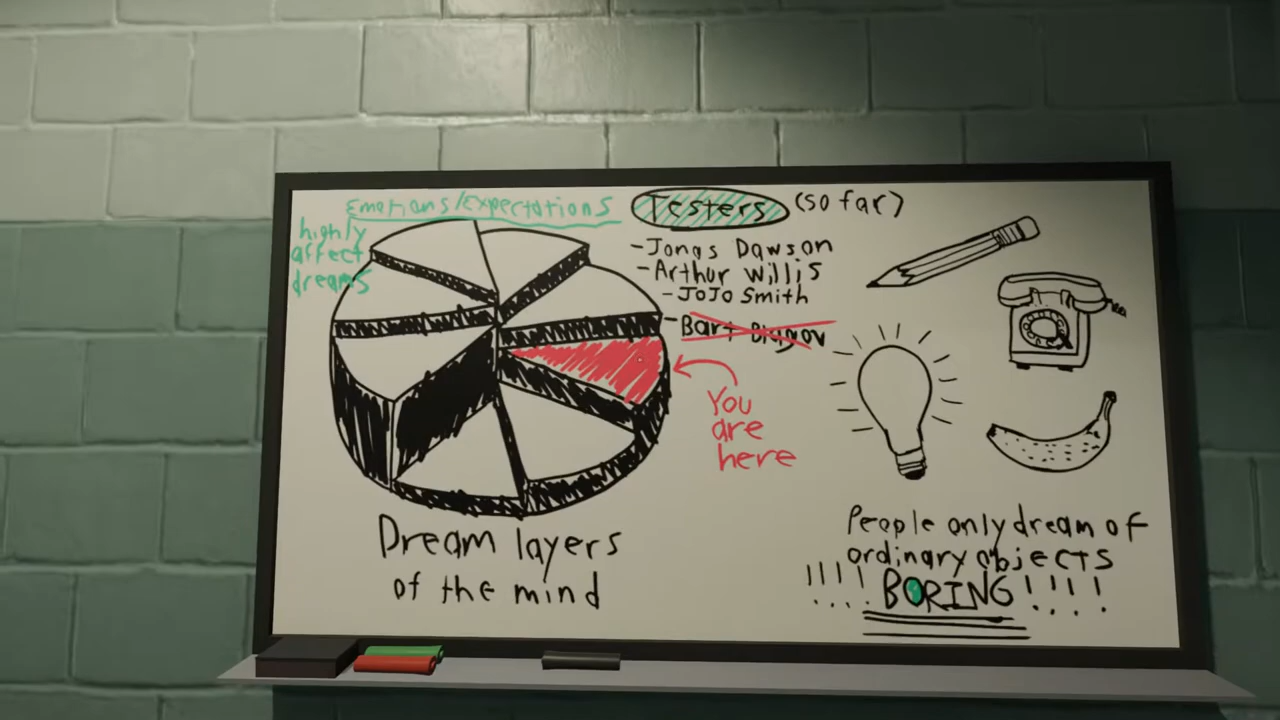 Emotions/Expectations
highly
affect
dreams
Testers (so far)
-Jonas Dawson
-Arthur Willis
-JoJo Smith
-Bart
You
are
here
Dream layers
of the mind
People only dream of
ordinary objects
!!!! BORING !!!!